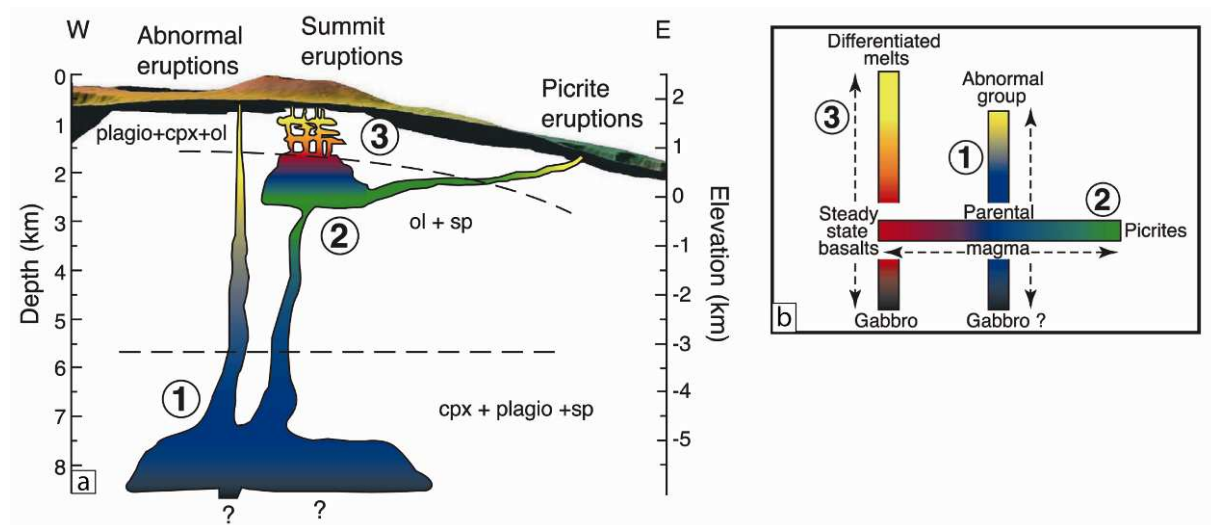 W
Abnormal
eruptions
Summit
eruptions
E
Picrite
eruptions
0
1
2
3
4
5
6
7
8
Depth (km)
plagio+cpx+ol
3
2
ol + sp
1
cpx + plagio +sp
?
?
a
2
1
0
-1
-2
-3
-4
-5
Elevation (km)
Differentiated
melts
Abnormal
group
3
1
2
Steady
state
basalts
Parental
magma
Picrites
Gabbro
Gabbro ?
b